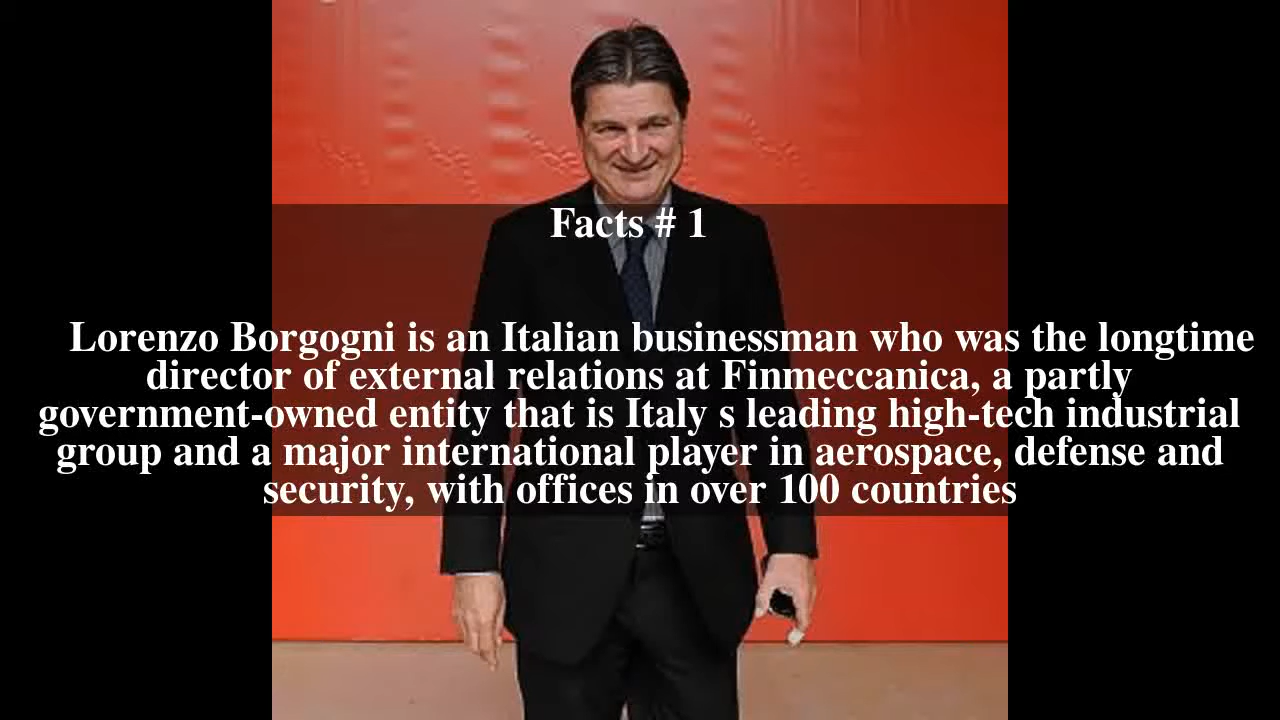 Facts # 1
Lorenzo Borgogni is an Italian businessman who was the longtime
director of external relations at Finmeccanica, a partly
government-owned entity that is Italy s leading high-tech industrial
group and a major international player in aerospace, defense and
security, with offices in over 100 countries